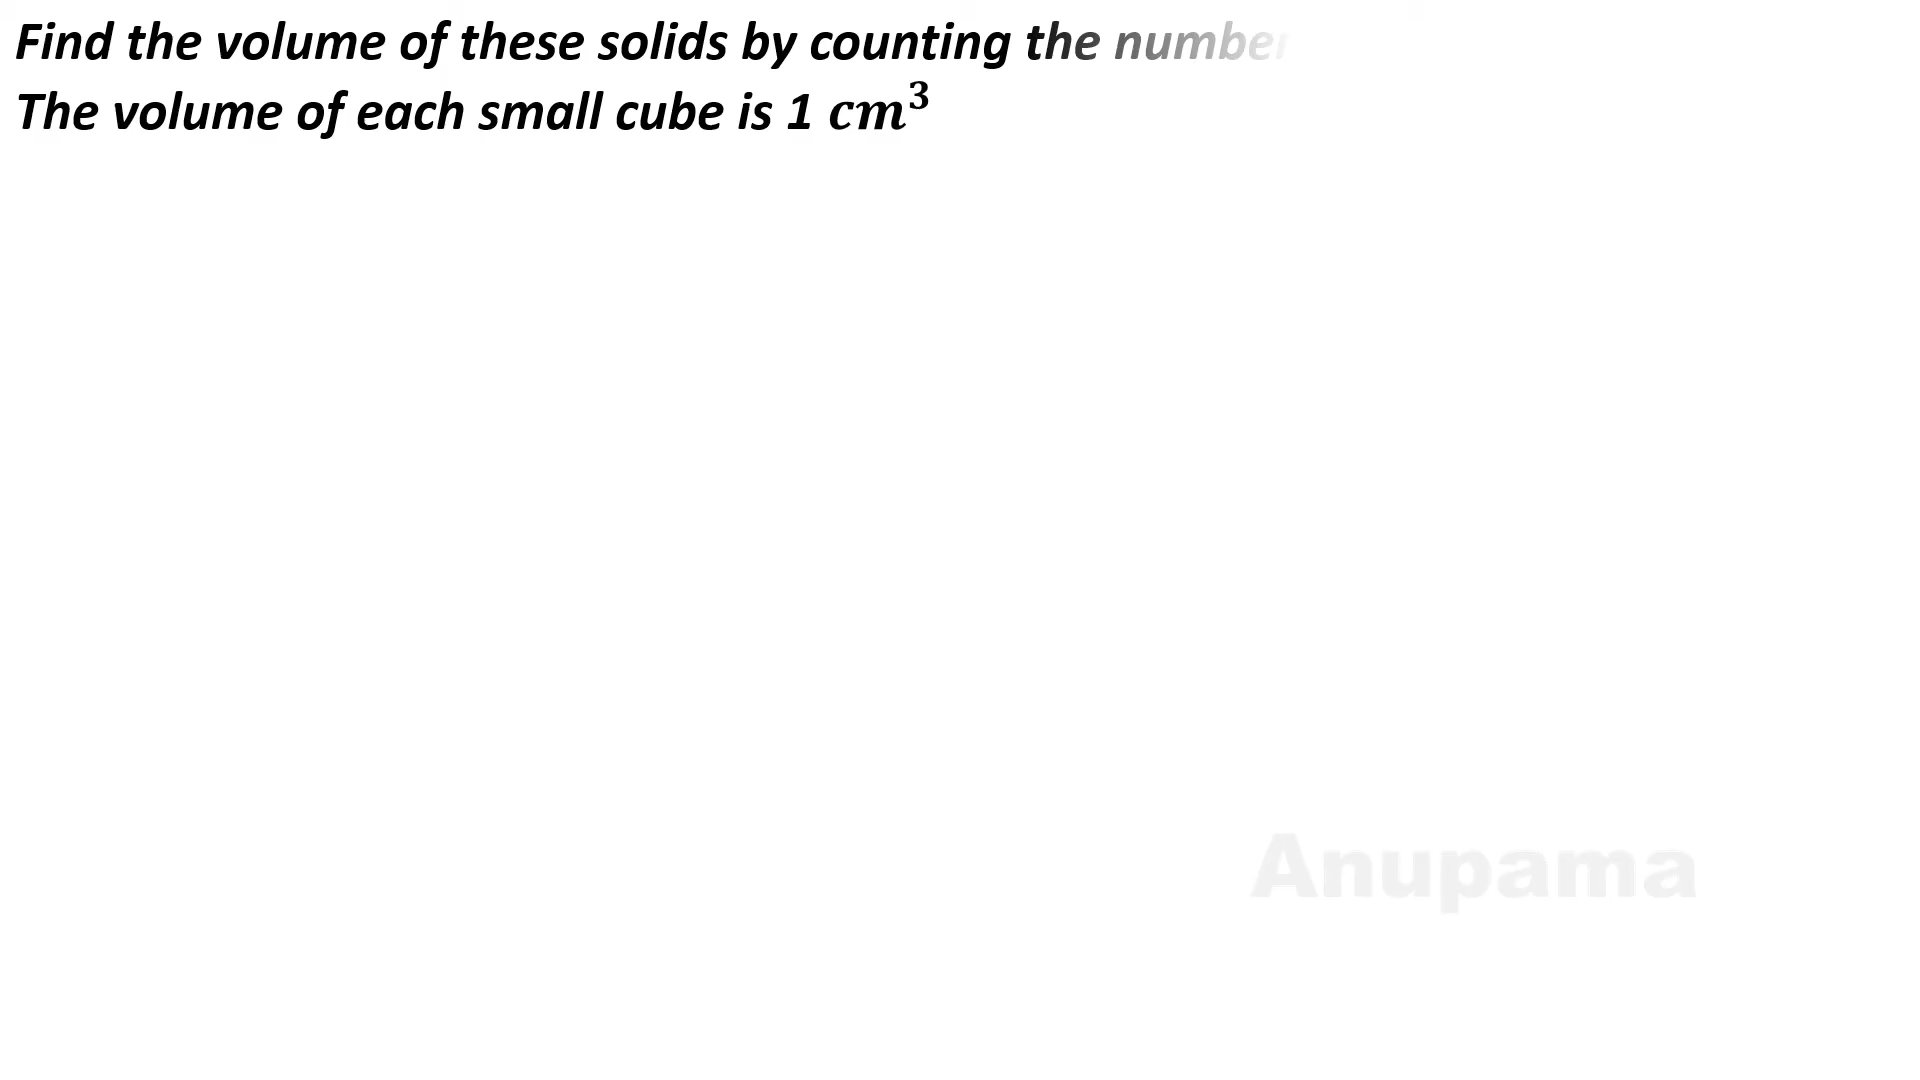 Find the volume of these solids by counting the number
The volume of each small cube is 1 cm³
Anupama